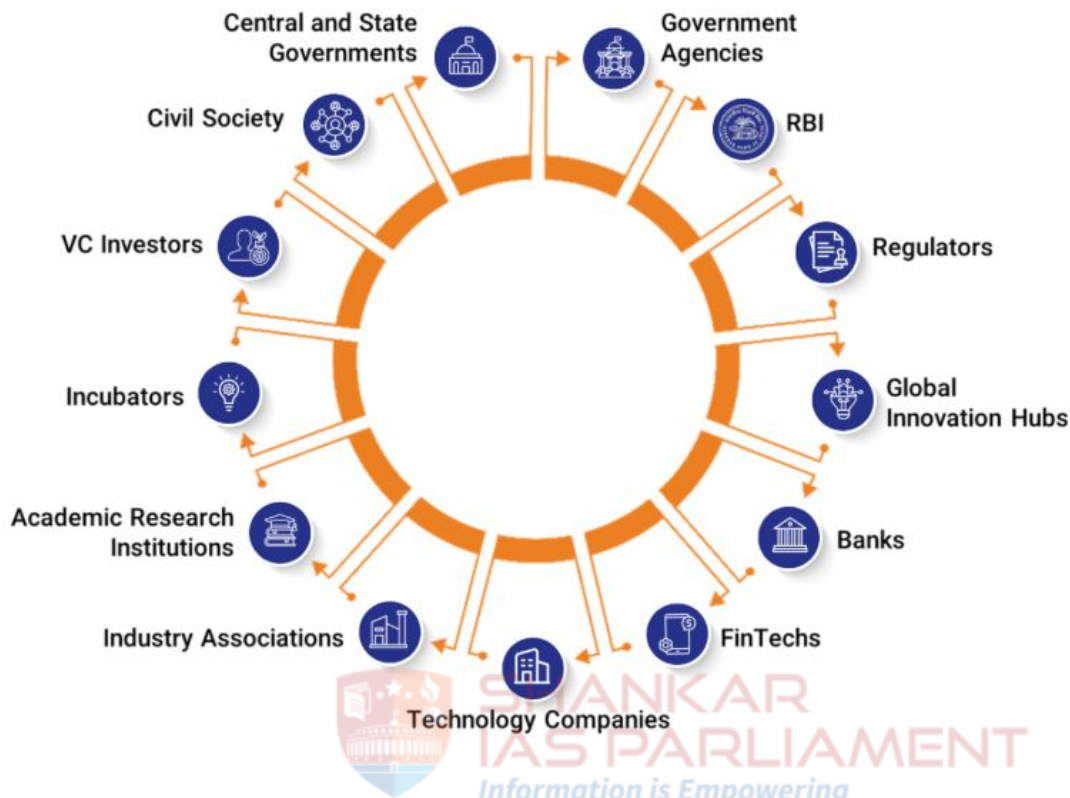 Central and State
Governments
Government
Agencies
Civil Society
RBI
VC Investors
Regulators
Incubators
Global
Innovation Hubs
Academic Research
Institutions
Banks
Industry Associations
FinTechs
Technology Companies
SHANKAR
IAS PARLIAMENT
Information is Empowering